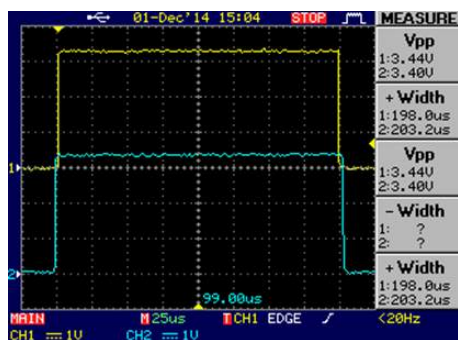 01-Dec'14 15:04 STOP MEASURE
Vpp
1:3.44V
2:3.40V
+Width
1:198.0us
2:203.2us
Vpp
1:3.44V
2:3.40V
-Width
1: ?
2: ?
+Width
1:198.0us
2:203.2us
1
2
99.00us
MAIN M 25us T CH1 EDGE <20Hz
CH1 1V CH2 1V